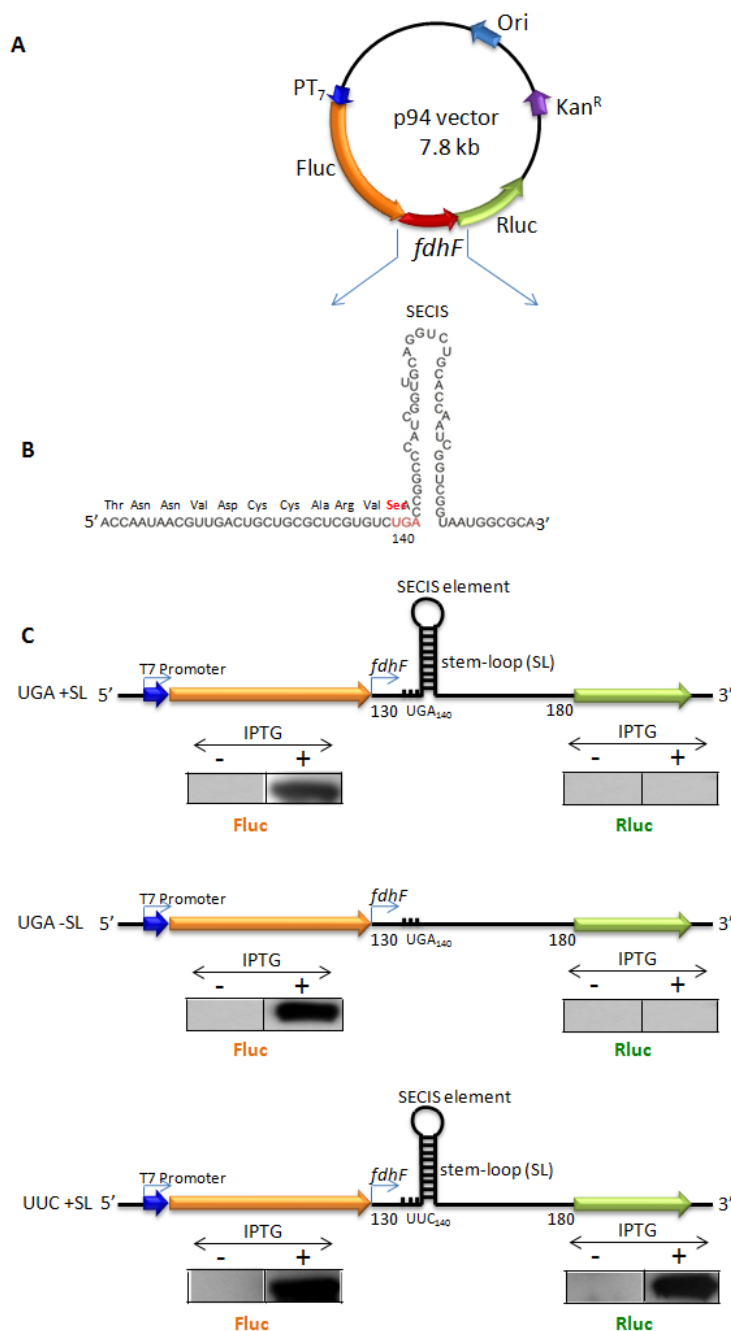 A
Ori
PT7
KanR
p94 vector
7.8 kb
Fluc
Rluc
fdhF
SECIS
B
Thr Asn Asn Val Asp Cys Cys Ala Arg Val Sec
5′ ACCAAUAACGUUGACUGCUGCGCUCGUGUCUGA UAAUGGCGCA-3′
140
SECIS element
C
T7 Promoter
fdhF
stem-loop (SL)
UGA +SL 5′ 3′
130 UGA140 180
IPTG IPTG
- + - +
Fluc Rluc
T7 Promoter
fdhF
UGA -SL 5′ 3′
130 UGA140 180
IPTG IPTG
- + - +
Fluc Rluc
SECIS element
T7 Promoter
fdhF
stem-loop (SL)
UUC +SL 5′ 3′
130 UUC140 180
IPTG IPTG
- + - +
Fluc Rluc